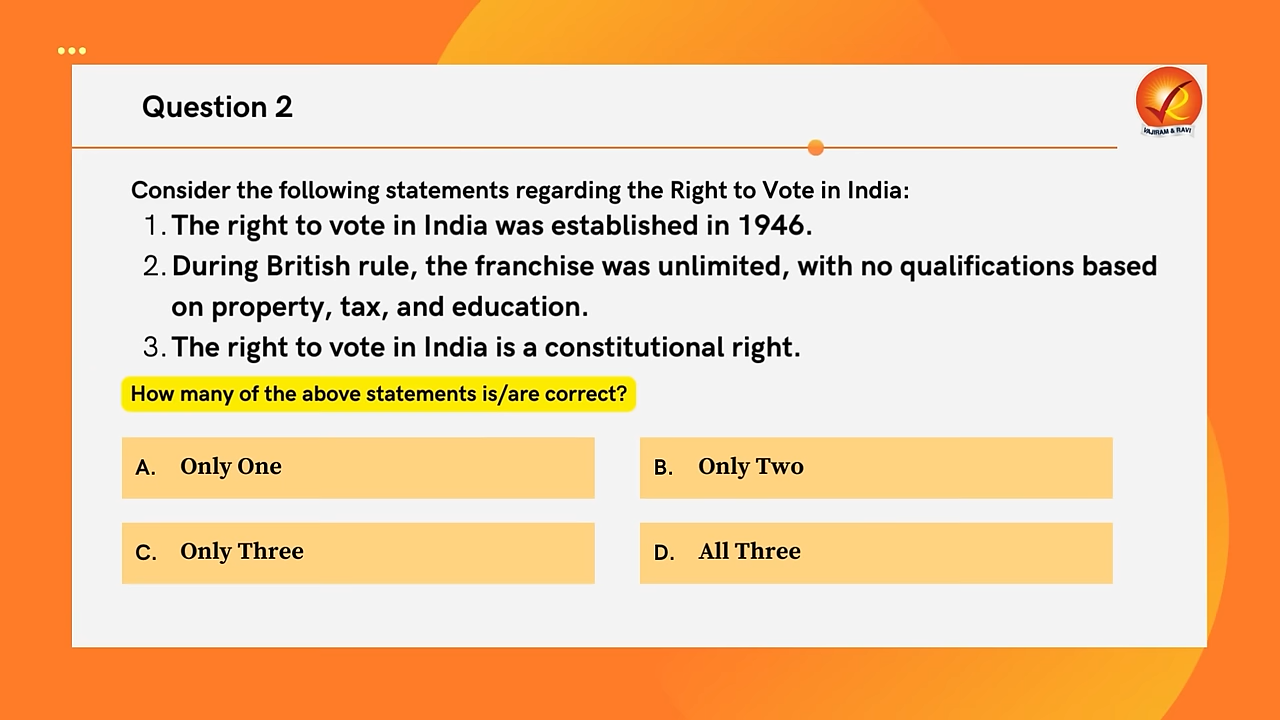 Question 2
VAJIRAM & RAVI
Consider the following statements regarding the Right to Vote in India:
1. The right to vote in India was established in 1946.
2. During British rule, the franchise was unlimited, with no qualifications based
on property, tax, and education.
3. The right to vote in India is a constitutional right.
How many of the above statements is/are correct?
A. Only One
B. Only Two
C. Only Three
D. All Three